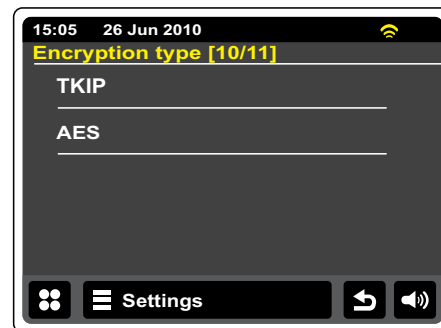 15:05 26 Jun 2010
Encryption type [10/11]
TKIP
AES
Settings